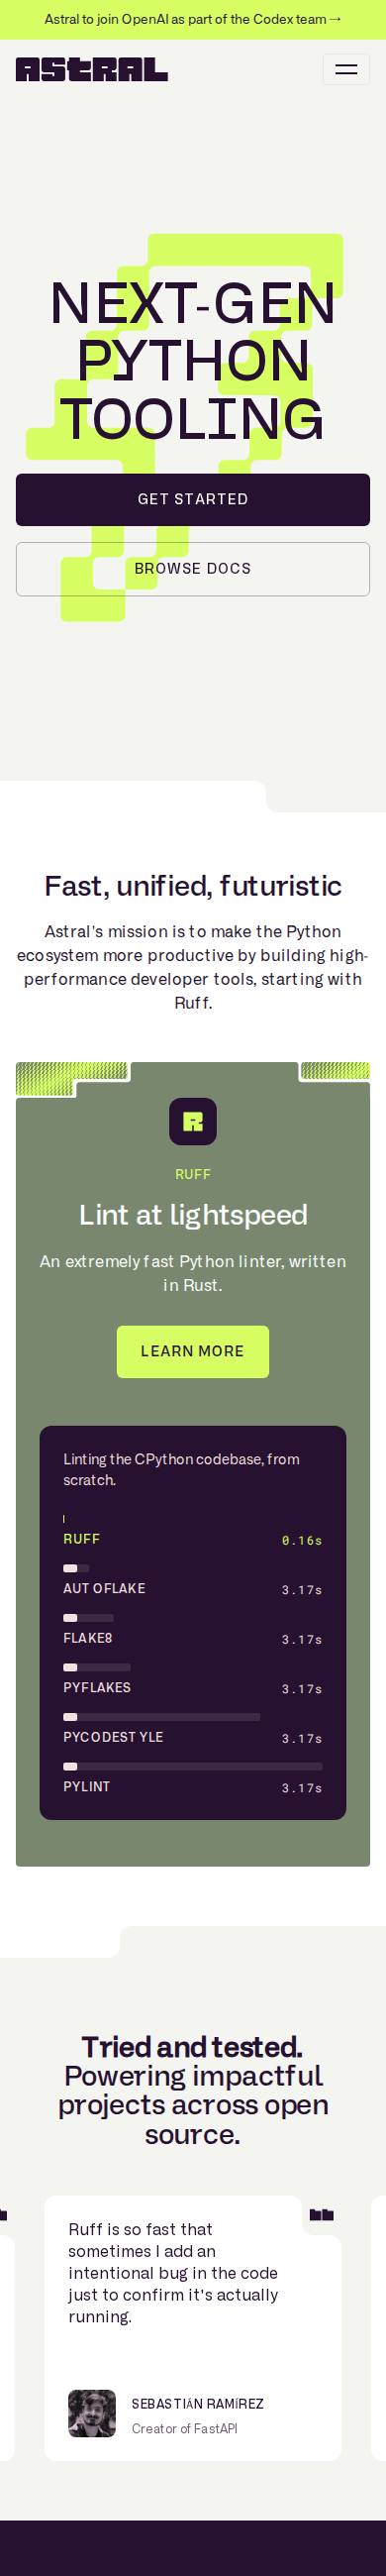 Astral to join OpenAI as part of the Codex team →
ASTRAL
NEXT-GEN
PYTHON
TOOLING
GET STARTED
BROWSE DOCS
Fast, unified, futuristic
Astral's mission is to make the Python
ecosystem more productive by building high-
performance developer tools, starting with
Ruff.
R
RUFF
Lint at lightspeed
An extremely fast Python linter, written
in Rust.
LEARN MORE
Linting the CPython codebase, from
scratch.
RUFF 0.16s
AUTOFLAKE 3.17s
FLAKE8 3.17s
PYFLAKES 3.17s
PYCODESTYLE 3.17s
PYLINT 3.17s
Tried and tested.
Powering impactful
projects across open
source.
Ruff is so fast that
sometimes I add an
intentional bug in the code
just to confirm it's actually
running.
SEBASTIÁN RAMÍREZ
Creator of FastAPI